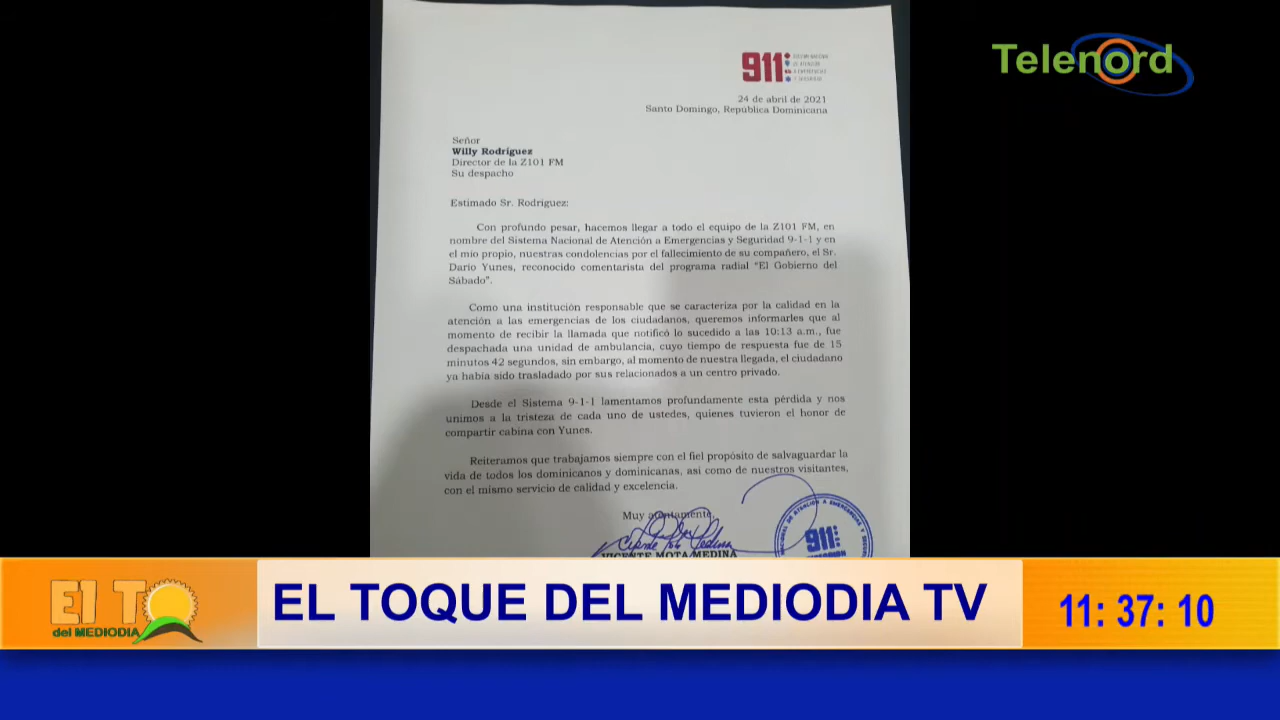 Telenord
911
SISTEMA NACIONAL
DE ATENCIÓN
A EMERGENCIAS
Y SEGURIDAD
24 de abril de 2021
Santo Domingo, República Dominicana
Señor
Willy Rodríguez
Director de la Z101 FM
Su despacho
Estimado Sr. Rodríguez:
Con profundo pesar, hacemos llegar a todo el equipo de la Z101 FM, en
nombre del Sistema Nacional de Atención a Emergencias y Seguridad 9-1-1 y en
el mío propio, nuestras condolencias por el fallecimiento de su compañero, el Sr.
Darío Yunes, reconocido comentarista del programa radial "El Gobierno del
Sábado".
Como una institución responsable que se caracteriza por la calidad en la
atención a las emergencias de los ciudadanos, queremos informarles que al
momento de recibir la llamada que notificó lo sucedido a las 10:13 a.m., fue
despachada una unidad de ambulancia, cuyo tiempo de respuesta fue de 15
minutos 42 segundos, sin embargo, al momento de nuestra llegada, el ciudadano
ya había sido trasladado por sus relacionados a un centro privado.
Desde el Sistema 9-1-1 lamentamos profundamente esta pérdida y nos
unimos a la tristeza de cada uno de ustedes, quienes tuvieron el honor de
compartir cabina con Yunes.
Reiteramos que trabajamos siempre con el fiel propósito de salvaguardar la
vida de todos los dominicanos y dominicanas, así como de nuestros visitantes,
con el mismo servicio de calidad y excelencia.
Muy atentamente,
VICENTE MOTA MEDINA
911
El TO
del MEDIODIA
EL TOQUE DEL MEDIODIA TV
11: 37: 10